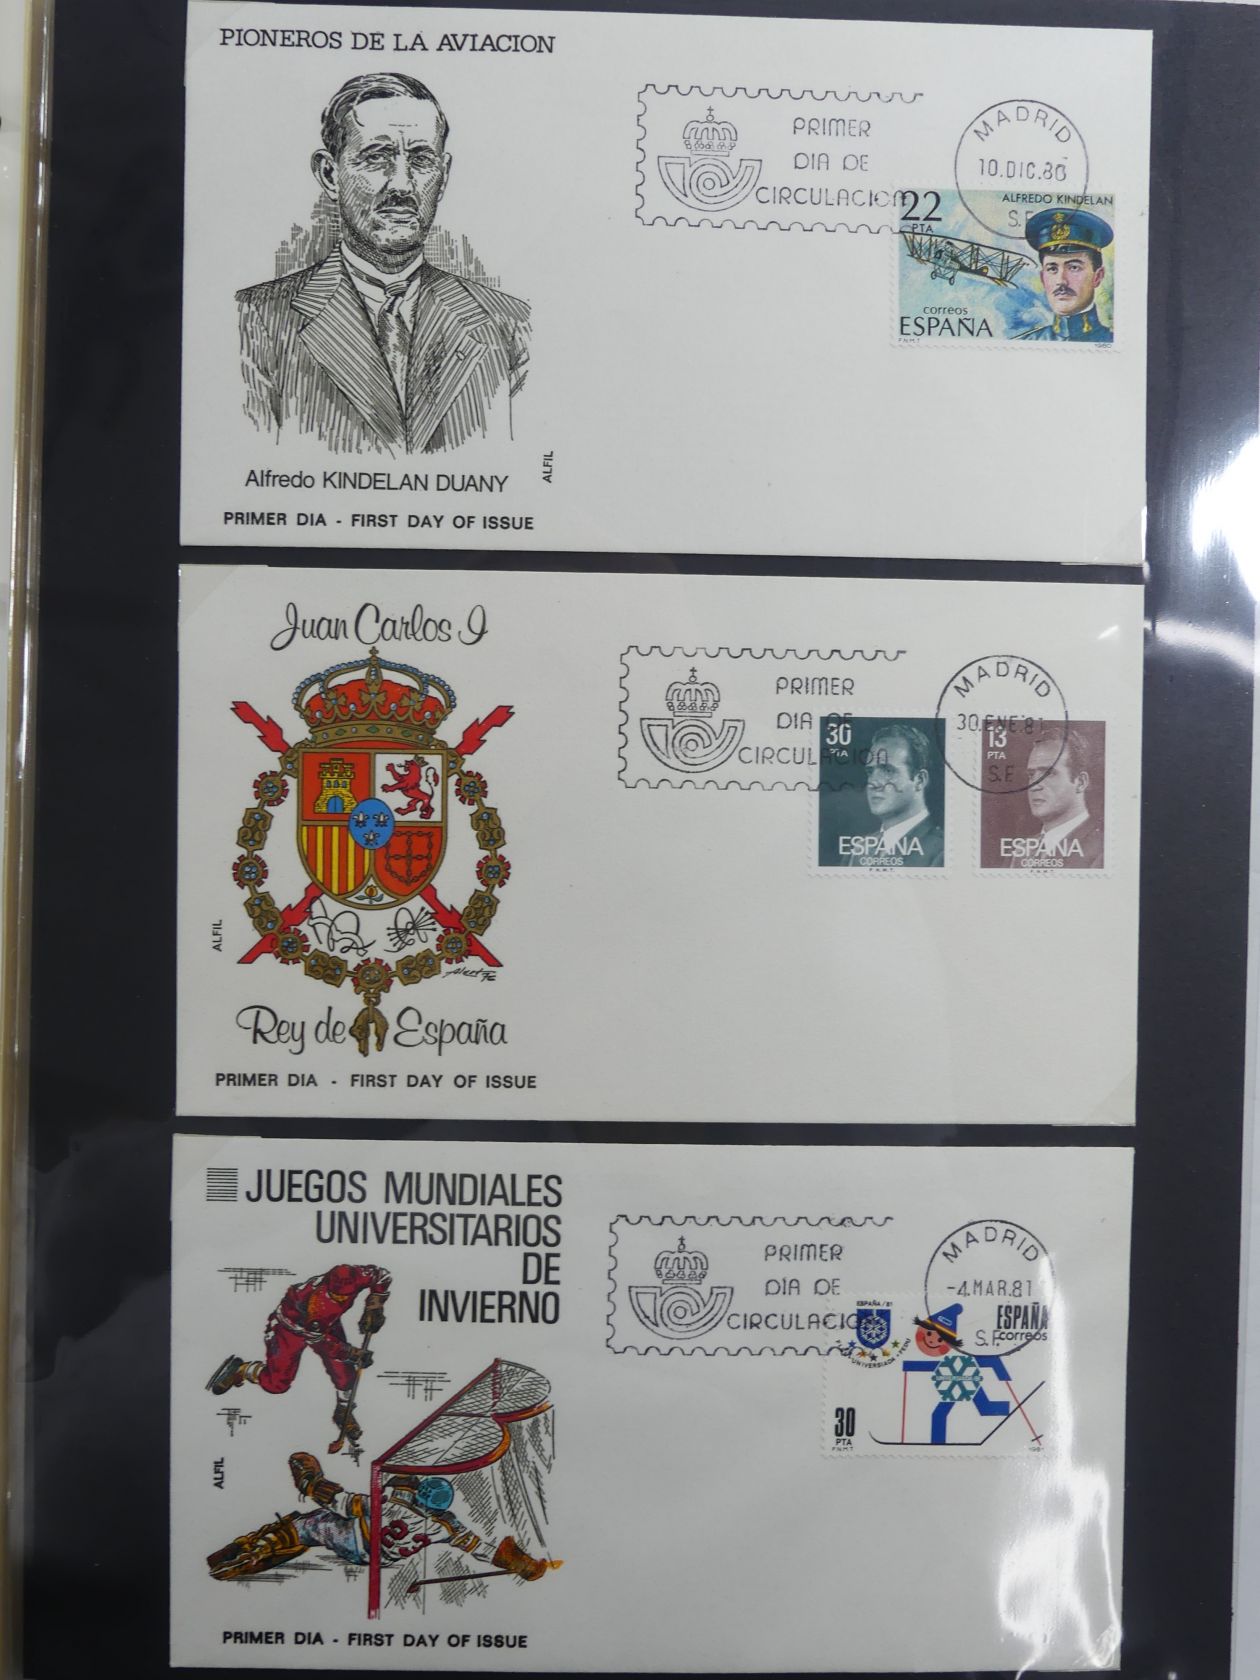 PIONEROS DE LA AVIACION
PRIMER
DIA DE
CIRCULACION
MADRID
10.DIC.80
22
PTA
ALFREDO KINDELAN
correos
ESPAÑA
F.N.M.T.
1980
ALFIL
Alfredo KINDELAN DUANY
PRIMER DIA - FIRST DAY OF ISSUE
Juan Carlos I
PRIMER
DIA DE
CIRCULACION
MADRID
30.ENE.81
S.F.
30
PTA
ESPAÑA
CORREOS
F.N.M.T.
13
PTA
ESPAÑA
CORREOS
F.N.M.T.
ALFIL
Rey de España
PRIMER DIA - FIRST DAY OF ISSUE
JUEGOS MUNDIALES
UNIVERSITARIOS
DE
INVIERNO
PRIMER
DIA DE
CIRCULACION
MADRID
-4.MAR.81
S.F.
ESPAÑA/81
ESPAÑA
correos
30
PTA
F.N.M.T
1981
ALFIL
PRIMER DIA - FIRST DAY OF ISSUE